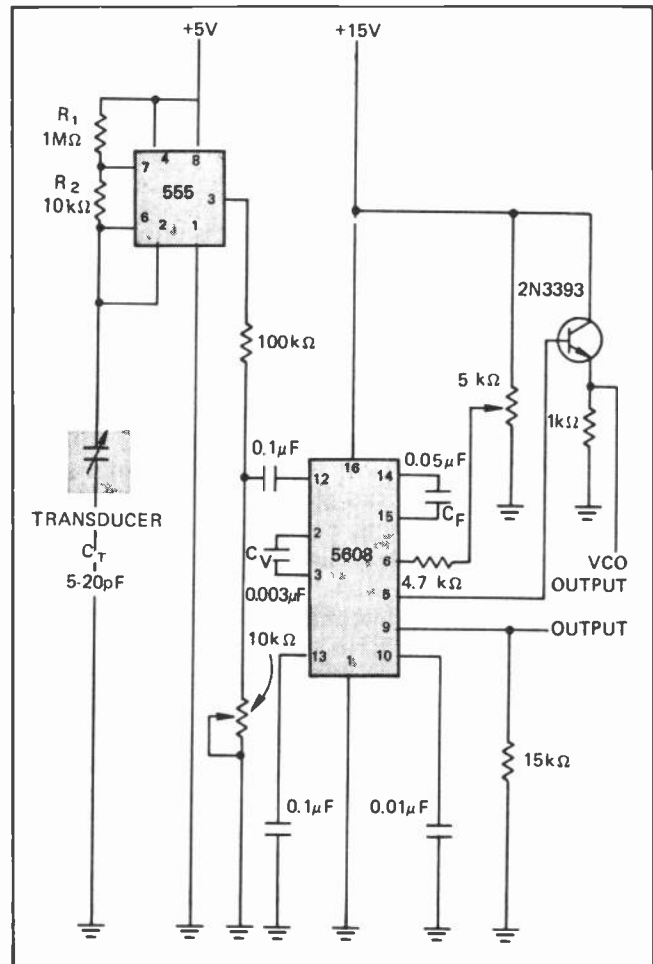 +5V
+15V
R1
1MΩ
R2
10kΩ
7
4
8
555
3
6
2
1
2N3393
100kΩ
5 kΩ
1kΩ
0.1μF
0.05μF
TRANSDUCER
CT
5-20pF
12
16
14
CF
15
2
5608
CV
3
6
4.7 kΩ
VCO
OUTPUT
0.003μF
5
9
OUTPUT
10kΩ
13
1
10
15kΩ
0.1μF
0.01μF